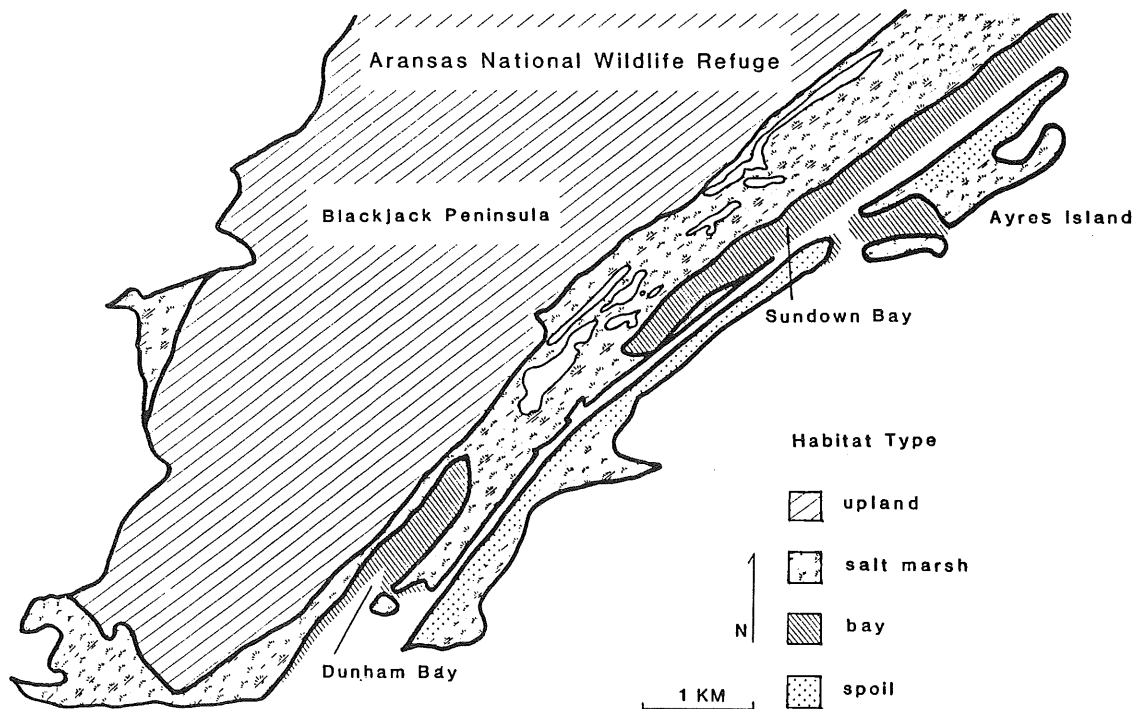 Aransas National Wildlife Refuge
Blackjack Peninsula
Ayres Island
Sundown Bay
Habitat Type
upland
salt marsh
bay
N
Dunham Bay
spoil
1 KM